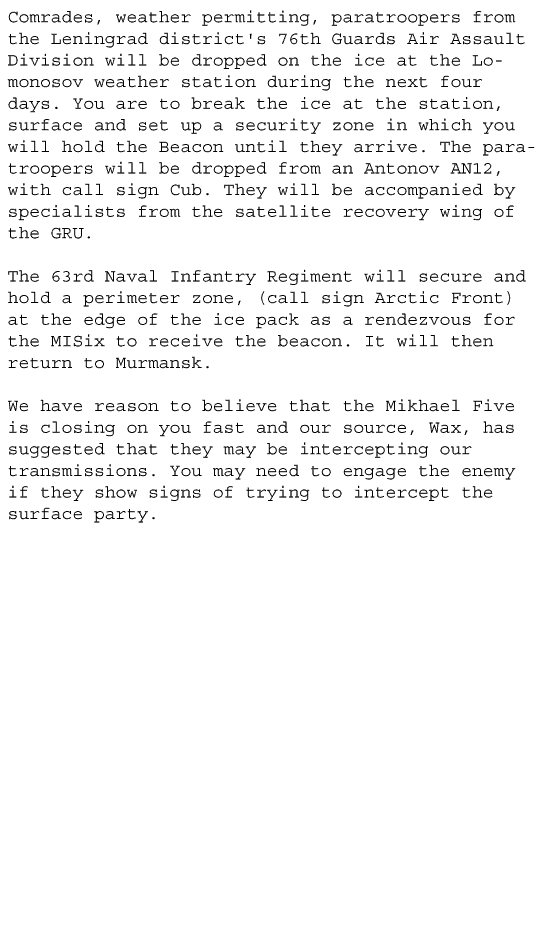 Comrades, weather permitting, paratroopers from
the Leningrad district's 76th Guards Air Assault
Division will be dropped on the ice at the Lo-
monosov weather station during the next four
days. You are to break the ice at the station,
surface and set up a security zone in which you
will hold the Beacon until they arrive. The para-
troopers will be dropped from an Antonov AN12,
with call sign Cub. They will be accompanied by
specialists from the satellite recovery wing of
the GRU.

The 63rd Naval Infantry Regiment will secure and
hold a perimeter zone, (call sign Arctic Front)
at the edge of the ice pack as a rendezvous for
the MISix to receive the beacon. It will then
return to Murmansk.

We have reason to believe that the Mikhael Five
is closing on you fast and our source, Wax, has
suggested that they may be intercepting our
transmissions. You may need to engage the enemy
if they show signs of trying to intercept the
surface party.